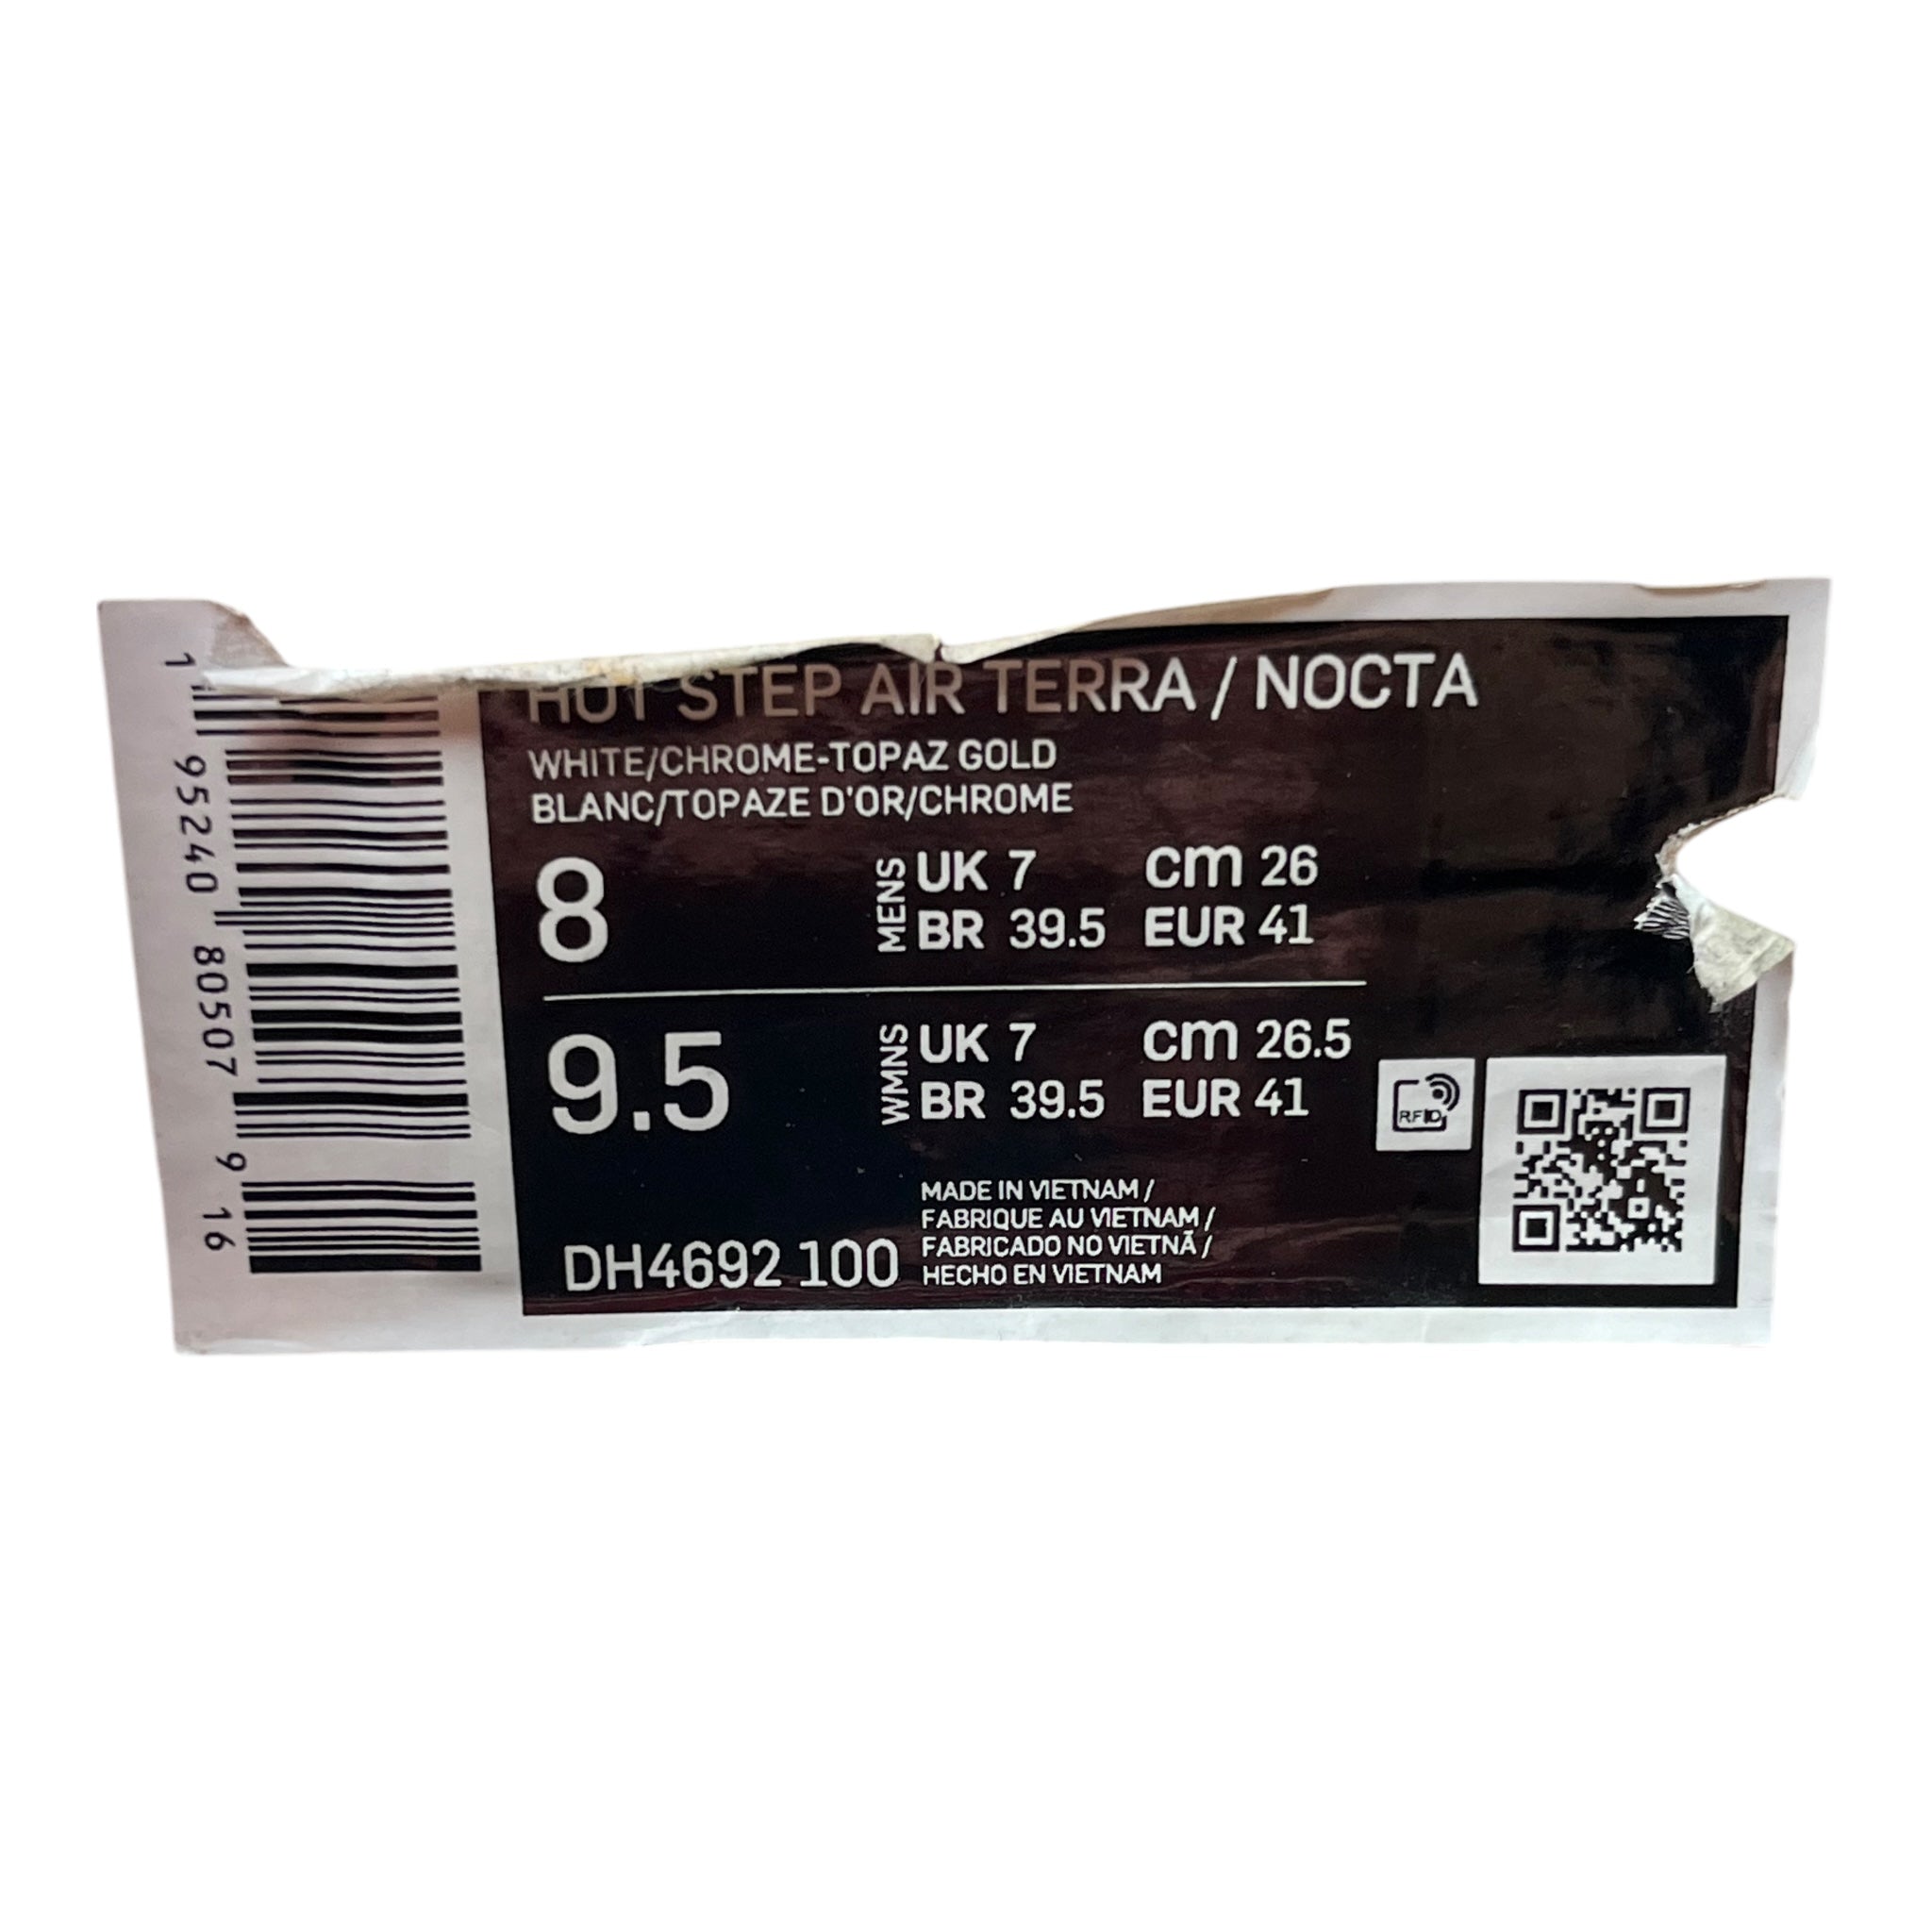 1 95240 80507 9 16
HOT STEP AIR TERRA / NOCTA
WHITE/CHROME-TOPAZ GOLD
BLANC/TOPAZE D'OR/CHROME
8
MENS
UK 7 cm 26
BR 39.5 EUR 41
9.5
WMNS
UK 7 cm 26.5
BR 39.5 EUR 41
RFID
DH4692 100
MADE IN VIETNAM /
FABRIQUE AU VIETNAM /
FABRICADO NO VIETNÃ /
HECHO EN VIETNAM